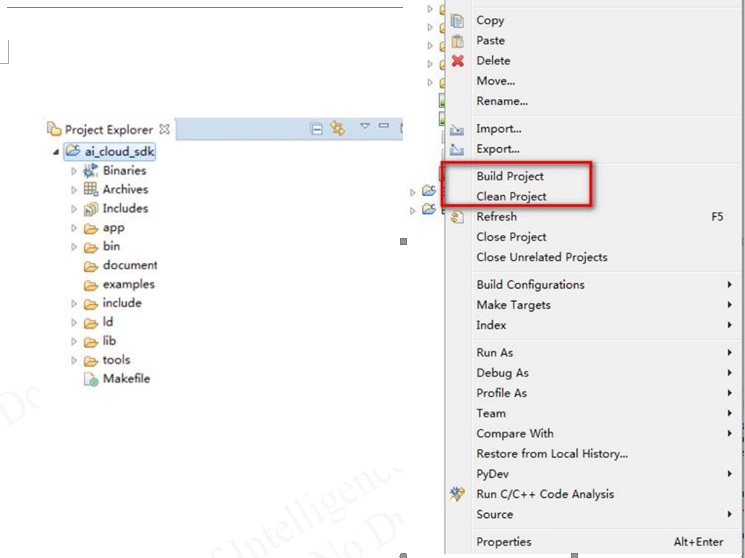 Project Explorer
ai_cloud_sdk
Binaries
Archives
Includes
app
bin
document
examples
include
ld
lib
tools
Makefile
Copy
Paste
Delete
Move...
Rename...
Import...
Export...
Build Project
Clean Project
Refresh F5
Close Project
Close Unrelated Projects
Build Configurations
Make Targets
Index
Run As
Debug As
Profile As
Team
Compare With
Restore from Local History...
PyDev
Run C/C++ Code Analysis
Source
Properties Alt+Enter
Intelligence